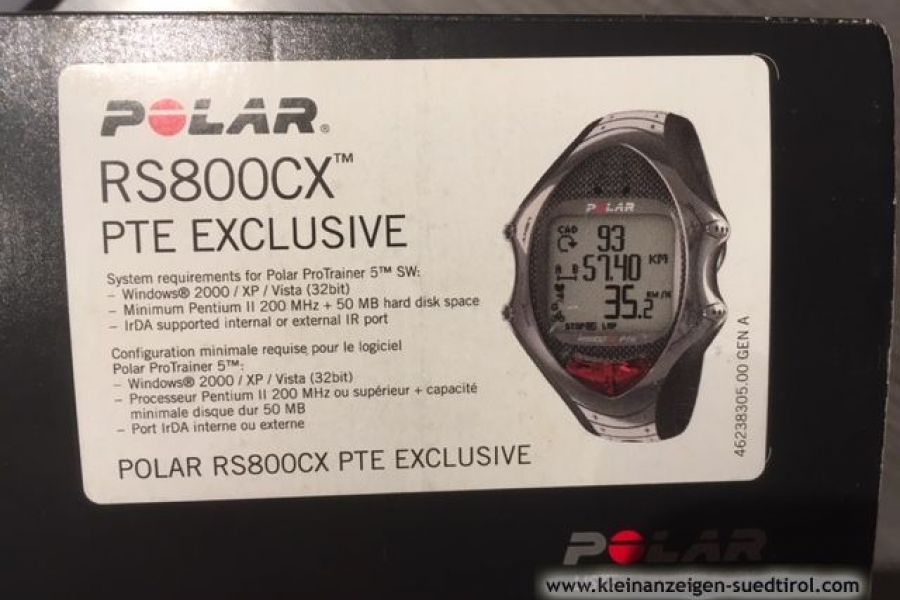 POLAR®
RS800CX™
PTE EXCLUSIVE
System requirements for Polar ProTrainer 5™ SW:
– Windows® 2000 / XP / Vista (32bit)
– Minimum Pentium II 200 MHz + 50 MB hard disk space
– IrDA supported internal or external IR port
Configuration minimale requise pour le logiciel
Polar ProTrainer 5™:
– Windows® 2000 / XP / Vista (32bit)
– Processeur Pentium II 200 MHz ou supérieur + capacité
minimale disque dur 50 MB
– Port IrDA interne ou externe
POLAR RS800CX PTE EXCLUSIVE
POLAR
CAD
93
A B
57.40 KM
35.2 KM/H
LAP
46238305.00 GEN A
POLAR
www.kleinanzeigen-suedtirol.com